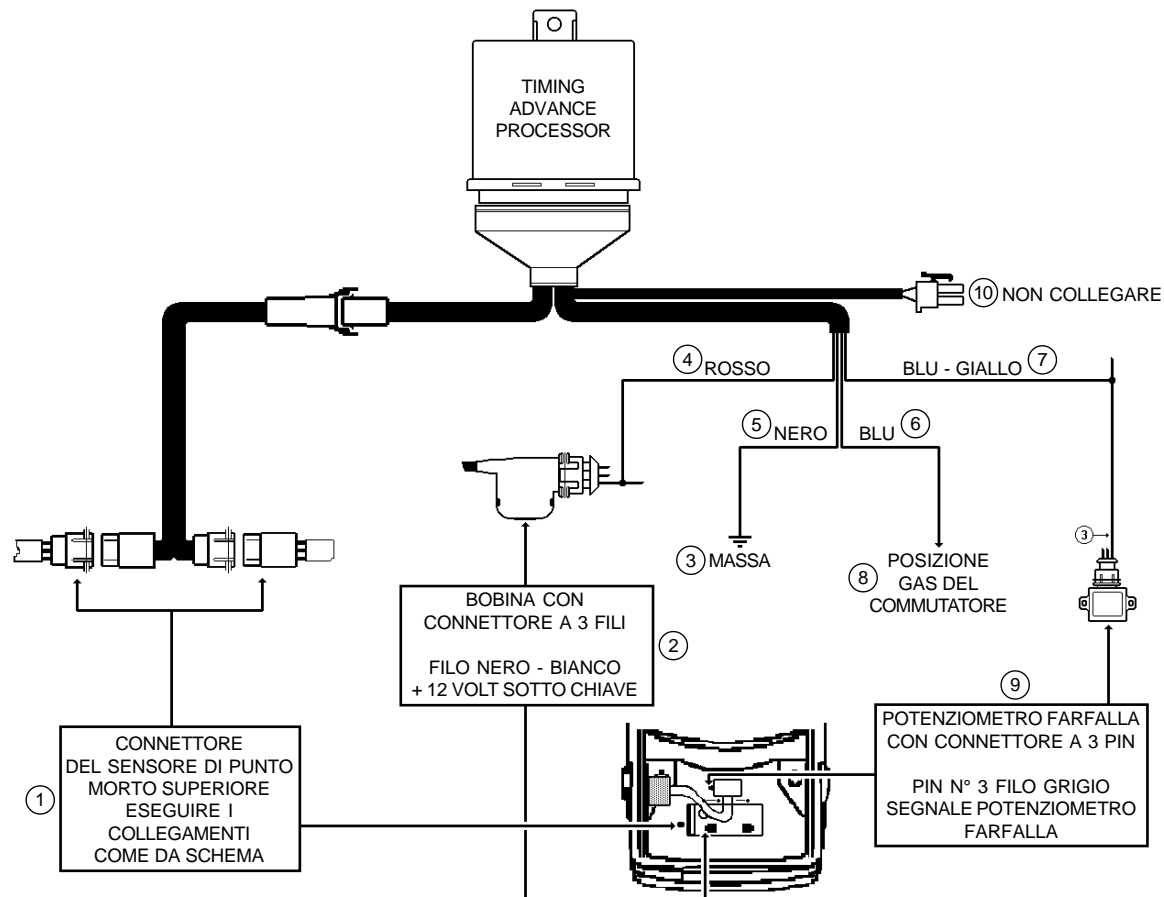 TIMING
ADVANCE
PROCESSOR
10 NON COLLEGARE
4 ROSSO
BLU - GIALLO 7
5 NERO
BLU 6
3 MASSA
8 POSIZIONE
GAS DEL
COMMUTATORE
3
BOBINA CON
CONNETTORE A 3 FILI
FILO NERO - BIANCO
+ 12 VOLT SOTTO CHIAVE
2
9
POTENZIOMETRO FARFALLA
CON CONNETTORE A 3 PIN
PIN N° 3 FILO GRIGIO
SEGNALE POTENZIOMETRO
FARFALLA
1
CONNETTORE
DEL SENSORE DI PUNTO
MORTO SUPERIORE
ESEGUIRE I
COLLEGAMENTI
COME DA SCHEMA